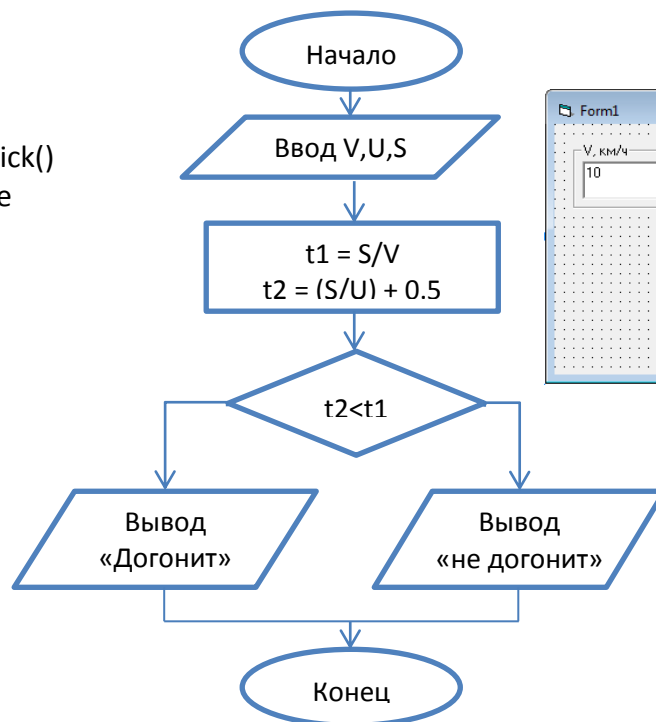 Начало
Ввод V,U,S
ick()
e
Form1
V, км/ч
10
t1 = S/V
t2 = (S/U) + 0.5
t2<t1
Вывод
«Догонит»
Вывод
«не догонит»
Конец